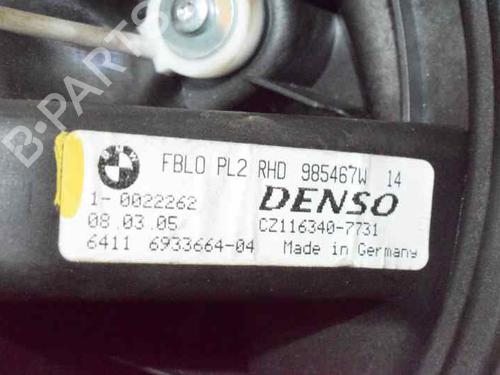 B-PARTS
FBLO PL2 RHD 985467W 14
1-0022262 DENSO
08.03.05 CZ116340-7731
6411 6933664-04 Made in Germany